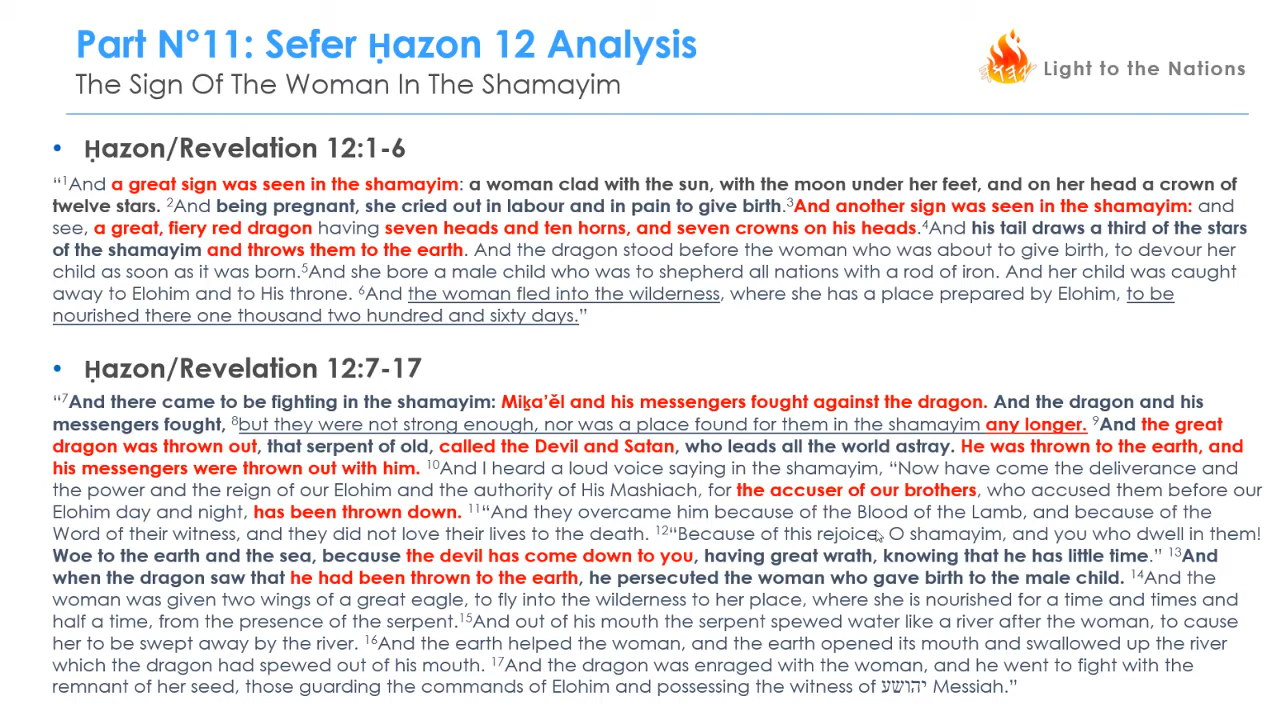 Part N°11: Sefer Ḥazon 12 Analysis
The Sign Of The Woman In The Shamayim
Light to the Nations
• Ḥazon/Revelation 12:1-6
“¹And a great sign was seen in the shamayim: a woman clad with the sun, with the moon under her feet, and on her head a crown of
twelve stars. ²And being pregnant, she cried out in labour and in pain to give birth.³And another sign was seen in the shamayim: and
see, a great, fiery red dragon having seven heads and ten horns, and seven crowns on his heads.⁴And his tail draws a third of the stars
of the shamayim and throws them to the earth. And the dragon stood before the woman who was about to give birth, to devour her
child as soon as it was born.⁵And she bore a male child who was to shepherd all nations with a rod of iron. And her child was caught
away to Elohim and to His throne. ⁶And the woman fled into the wilderness, where she has a place prepared by Elohim, to be
nourished there one thousand two hundred and sixty days.”
• Ḥazon/Revelation 12:7-17
“⁷And there came to be fighting in the shamayim: Miḵa’ĕl and his messengers fought against the dragon. And the dragon and his
messengers fought, ⁸but they were not strong enough, nor was a place found for them in the shamayim any longer. ⁹And the great
dragon was thrown out, that serpent of old, called the Devil and Satan, who leads all the world astray. He was thrown to the earth, and
his messengers were thrown out with him. ¹⁰And I heard a loud voice saying in the shamayim, “Now have come the deliverance and
the power and the reign of our Elohim and the authority of His Mashiach, for the accuser of our brothers, who accused them before our
Elohim day and night, has been thrown down. ¹¹“And they overcame him because of the Blood of the Lamb, and because of the
Word of their witness, and they did not love their lives to the death. ¹²“Because of this rejoice, O shamayim, and you who dwell in them!
Woe to the earth and the sea, because the devil has come down to you, having great wrath, knowing that he has little time.” ¹³And
when the dragon saw that he had been thrown to the earth, he persecuted the woman who gave birth to the male child. ¹⁴And the
woman was given two wings of a great eagle, to fly into the wilderness to her place, where she is nourished for a time and times and
half a time, from the presence of the serpent.¹⁵And out of his mouth the serpent spewed water like a river after the woman, to cause
her to be swept away by the river. ¹⁶And the earth helped the woman, and the earth opened its mouth and swallowed up the river
which the dragon had spewed out of his mouth. ¹⁷And the dragon was enraged with the woman, and he went to fight with the
remnant of her seed, those guarding the commands of Elohim and possessing the witness of יהושע Messiah.”